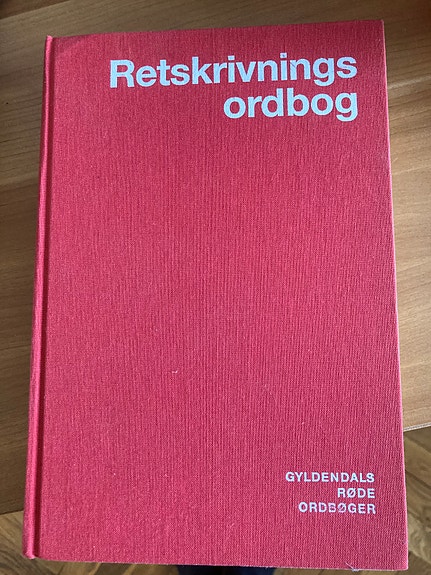 Retskrivnings
ordbog
GYLDENDALS
RØDE
ORDBØGER